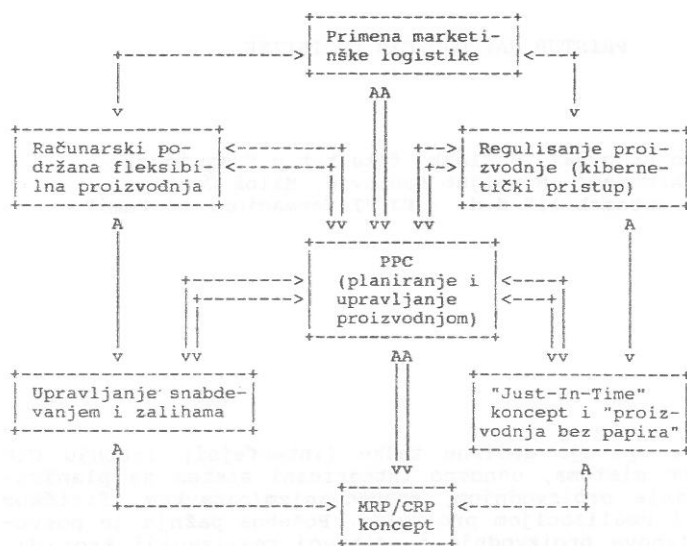 Primena marketi-
nške logistike
Računarski po-
držana fleksibi-
lna proizvodnja
Regulisanje proi-
zvodnje (kiberne-
tički pristup)
PPC
(planiranje i
upravljanje
proizvodnjom)
Upravljanje snabde-
vanjem i zalihama
"Just-In-Time"
koncept i "proiz-
vodnja bez papira"
MRP/CRP
koncept